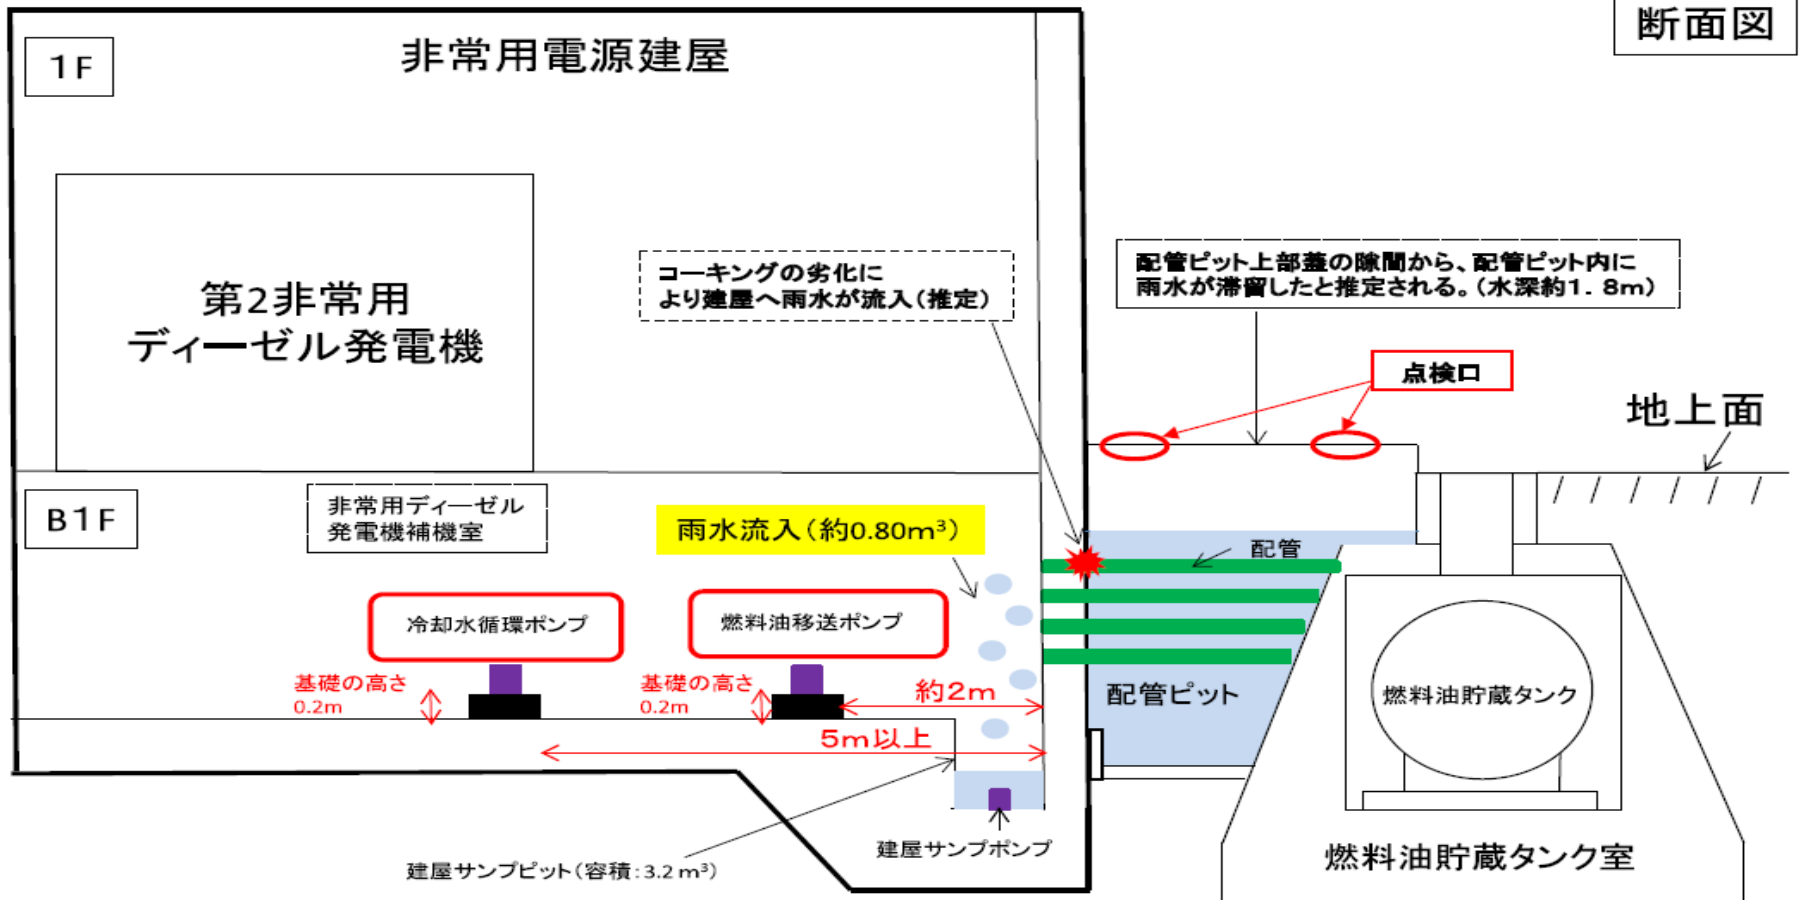 断面図
1F
非常用電源建屋
第2非常用
ディーゼル発電機
コーキングの劣化に
より建屋へ雨水が流入(推定)
配管ピット上部蓋の隙間から、配管ピット内に
雨水が滞留したと推定される。(水深約1.8m)
点検口
地上面
B1F
非常用ディーゼル
発電機補機室
雨水流入(約0.80m³)
配管
冷却水循環ポンプ
燃料油移送ポンプ
基礎の高さ
0.2m
基礎の高さ
0.2m
約2m
配管ピット
燃料油貯蔵タンク
5m以上
建屋サンプポンプ
建屋サンプピット(容積:3.2m³)
燃料油貯蔵タンク室